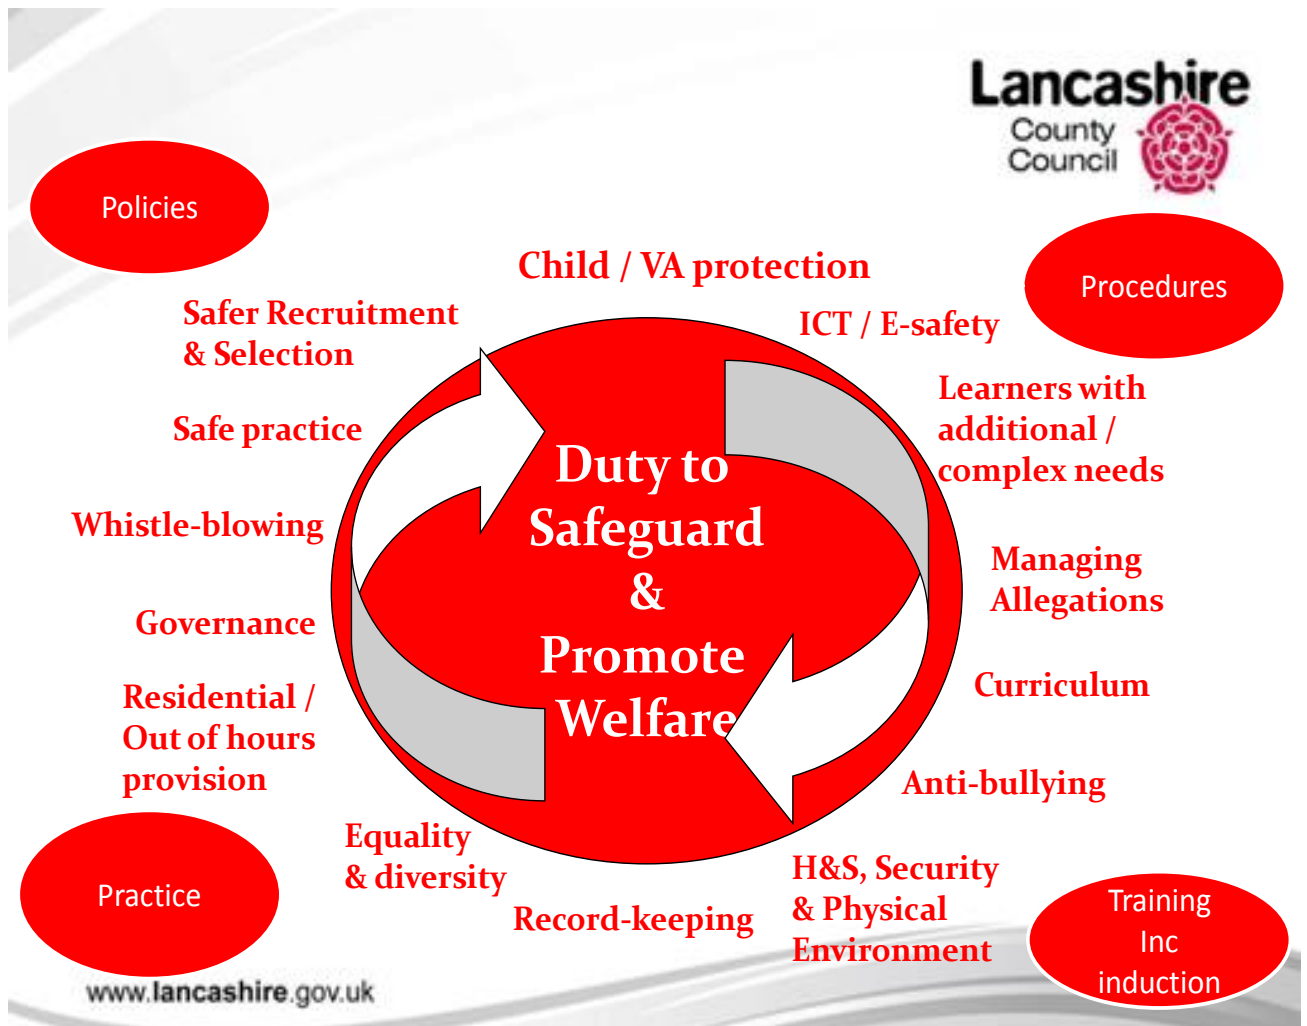 Lancashire
County
Council
Policies
Procedures
Child / VA protection
ICT / E-safety
Learners with
additional /
complex needs
Managing
Allegations
Curriculum
Anti-bullying
H&S, Security
& Physical
Environment
Record-keeping
Equality
& diversity
Residential /
Out of hours
provision
Governance
Whistle-blowing
Safe practice
Safer Recruitment
& Selection
Duty to
Safeguard
&
Promote
Welfare
Practice
Training
Inc
induction
www.lancashire.gov.uk